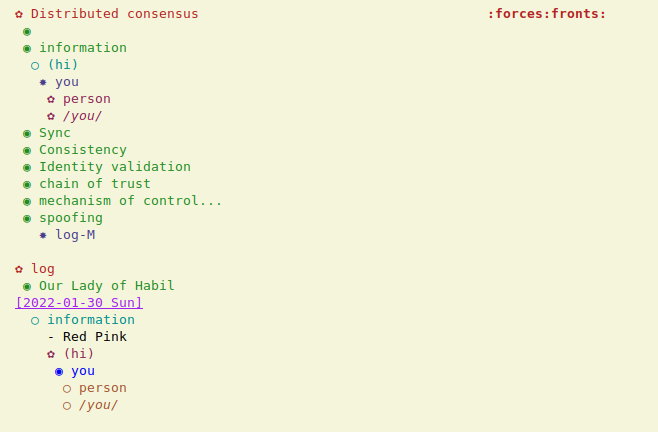 ✿ Distributed consensus :forces:fronts:
◉
◉ information
○ (hi)
✸ you
✿ person
✿ /you/
◉ Sync
◉ Consistency
◉ Identity validation
◉ chain of trust
◉ mechanism of control...
◉ spoofing
✸ log-M
✿ log
◉ Our Lady of Habil
[2022-01-30 Sun]
○ information
- Red Pink
✿ (hi)
◉ you
○ person
○ /you/